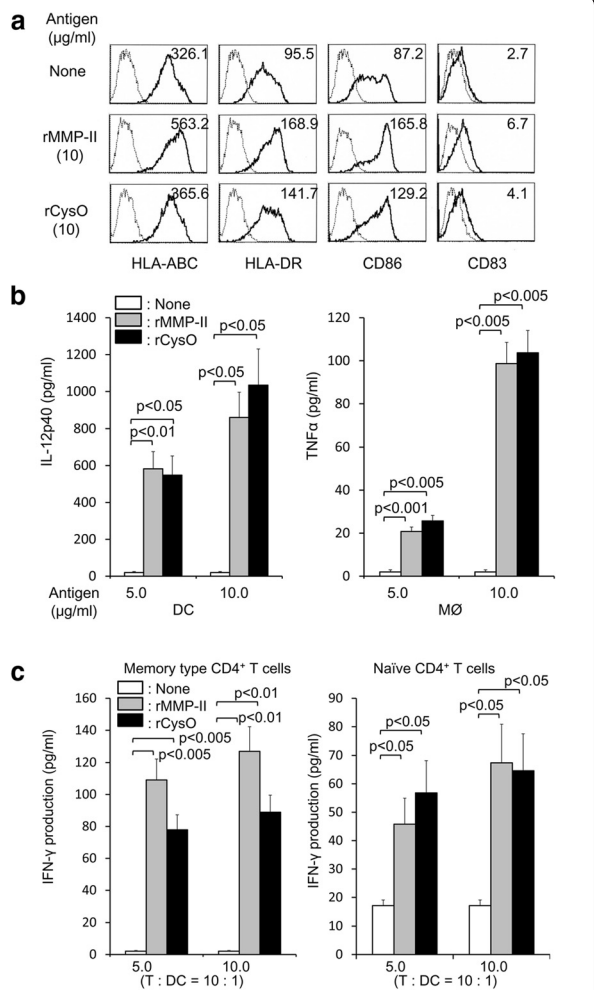 a
Antigen
(µg/ml)
None
326.1
95.5
87.2
2.7
rMMP-II
(10)
563.2
168.9
165.8
6.7
rCysO
(10)
365.6
141.7
129.2
4.1
HLA-ABC
HLA-DR
CD86
CD83
b
: None
: rMMP-II
: rCysO
IL-12p40 (pg/ml)
1400
1200
1000
800
600
400
200
0
p<0.05
p<0.01
p<0.05
p<0.05
Antigen
(µg/ml)
5.0
10.0
DC
TNFα (pg/ml)
120
100
80
60
40
20
0
p<0.005
p<0.001
p<0.005
p<0.005
5.0
10.0
MØ
c
Memory type CD4⁺ T cells
: None
: rMMP-II
: rCysO
IFN-γ production (pg/ml)
160
140
120
100
80
60
40
20
0
p<0.005
p<0.005
p<0.01
p<0.01
5.0
10.0
(T : DC = 10 : 1)
Naïve CD4⁺ T cells
IFN-γ production (pg/ml)
90
80
70
60
50
40
30
20
10
0
p<0.05
p<0.05
p<0.05
p<0.05
5.0
10.0
(T : DC = 10 : 1)